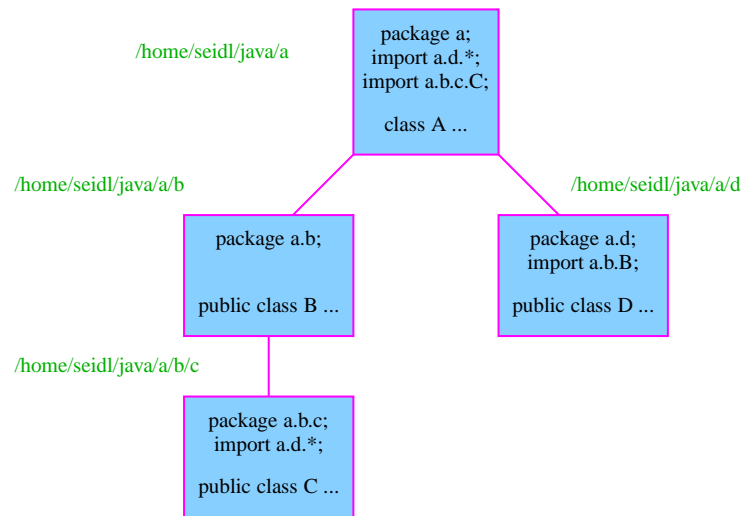 /home/seidl/java/a
package a;
import a.d.*;
import a.b.c.C;
class A ...
/home/seidl/java/a/b
/home/seidl/java/a/d
package a.b;
public class B ...
package a.d;
import a.b.B;
public class D ...
/home/seidl/java/a/b/c
package a.b.c;
import a.d.*;
public class C ...